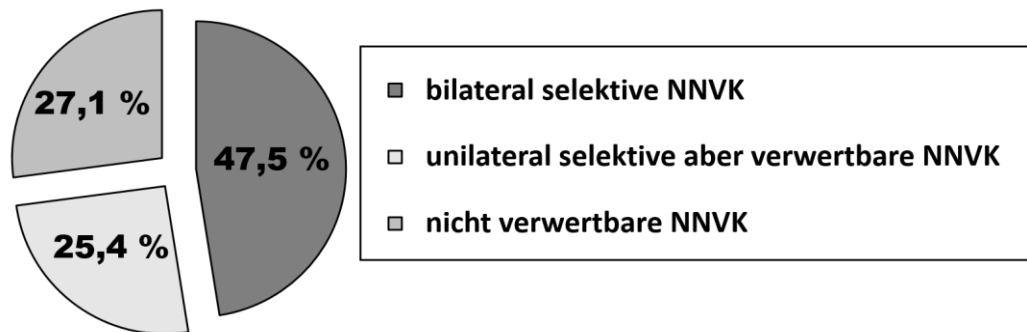 27,1 %
47,5 %
25,4 %
bilateral selektive NNVK
unilateral selektive aber verwertbare NNVK
nicht verwertbare NNVK